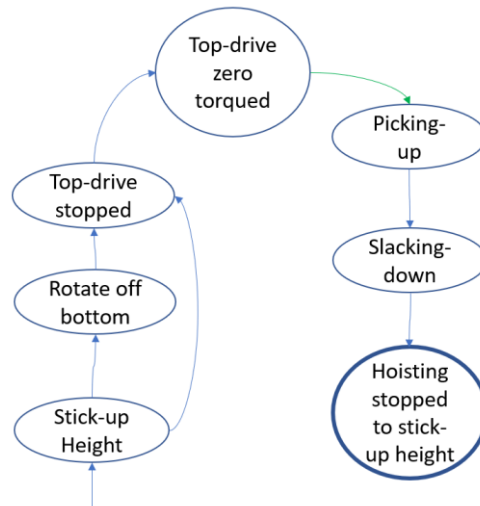 Top-drive
zero
torqued
Picking-
up
Top-drive
stopped
Slacking-
down
Rotate off
bottom
Hoisting
stopped
to stick-
up height
Stick-up
Height